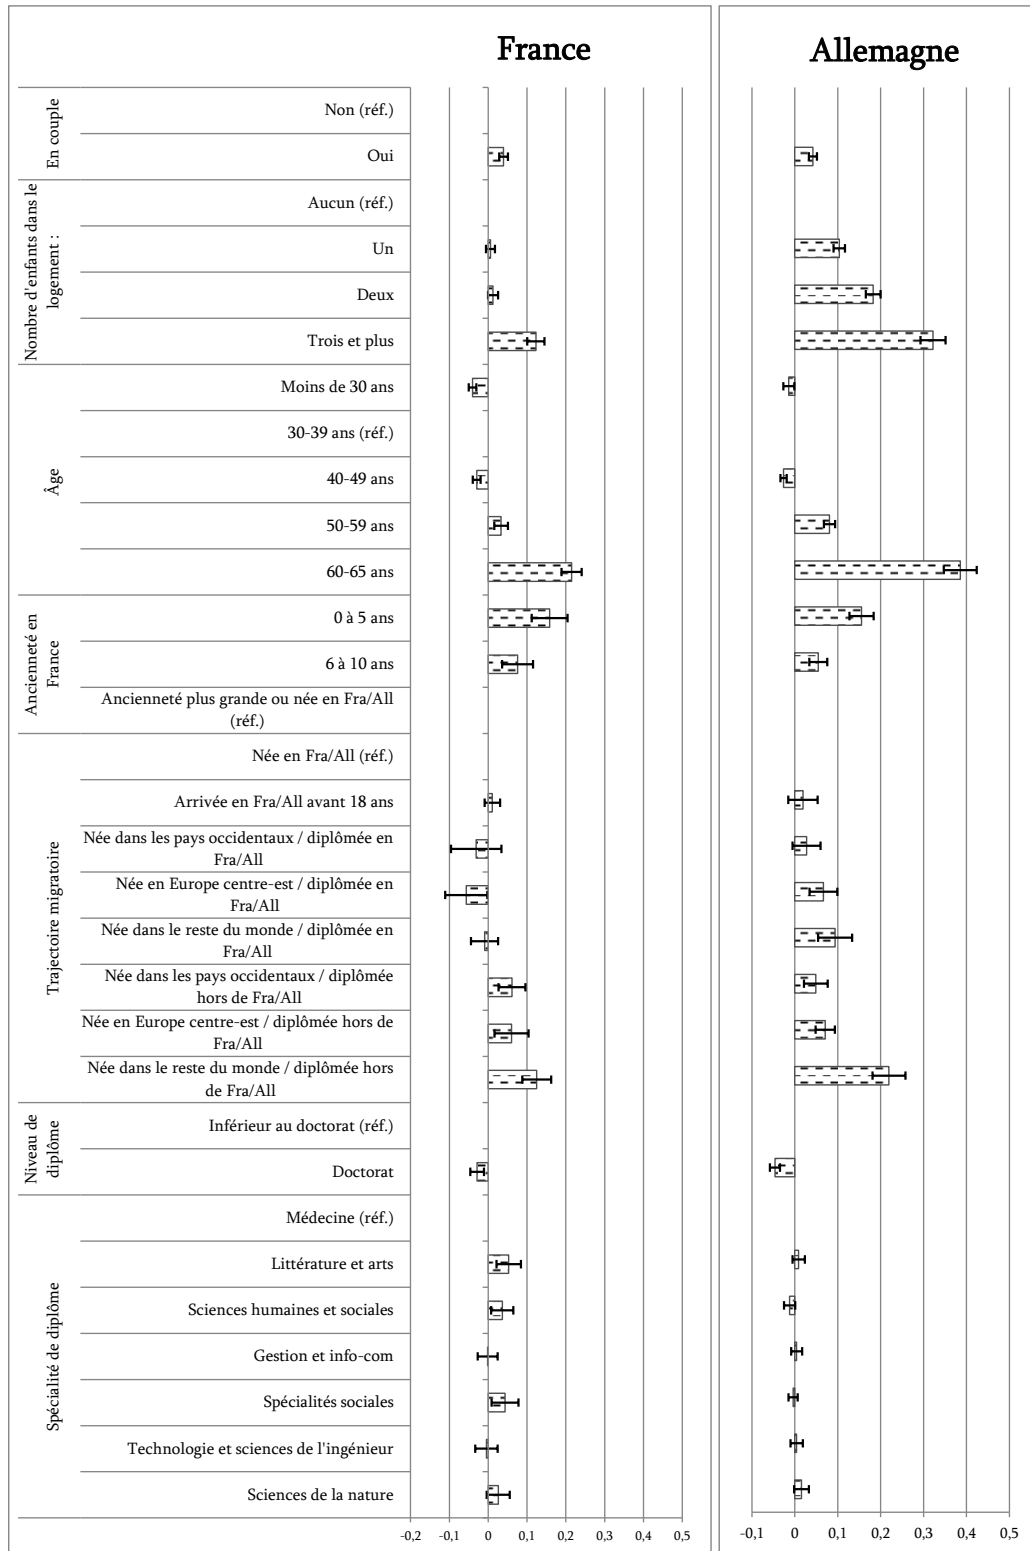 France
Allemagne
En couple
Non (réf.)
Oui
Nombre d'enfants dans le
logement :
Aucun (réf.)
Un
Deux
Trois et plus
Âge
Moins de 30 ans
30-39 ans (réf.)
40-49 ans
50-59 ans
60-65 ans
Ancienneté en
France
0 à 5 ans
6 à 10 ans
Ancienneté plus grande ou née en Fra/All
(réf.)
Trajectoire migratoire
Née en Fra/All (réf.)
Arrivée en Fra/All avant 18 ans
Née dans les pays occidentaux / diplômée en
Fra/All
Née en Europe centre-est / diplômée en
Fra/All
Née dans le reste du monde / diplômée en
Fra/All
Née dans les pays occidentaux / diplômée
hors de Fra/All
Née en Europe centre-est / diplômée hors de
Fra/All
Née dans le reste du monde / diplômée hors
de Fra/All
Niveau de
diplôme
Inférieur au doctorat (réf.)
Doctorat
Spécialité de diplôme
Médecine (réf.)
Littérature et arts
Sciences humaines et sociales
Gestion et info-com
Spécialités sociales
Technologie et sciences de l'ingénieur
Sciences de la nature
-0,2 -0,1 0 0,1 0,2 0,3 0,4 0,5
-0,1 0 0,1 0,2 0,3 0,4 0,5